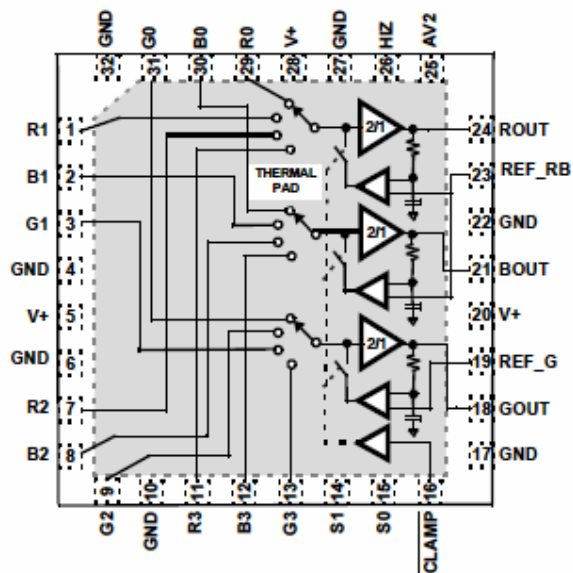 GND
G0
B0
R0
V+
GND
HIZ
AV2
32
31
30
29
28
27
26
25
R1 1
B1 2
G1 3
GND 4
V+ 5
GND 6
R2 7
B2 8
2/1
THERMAL
PAD
2/1
2/1
24 ROUT
23 REF_RB
22 GND
21 BOUT
20 V+
19 REF_G
18 GOUT
17 GND
9
10
11
12
13
14
15
16
G2
GND
R3
B3
G3
S1
S0
CLAMP